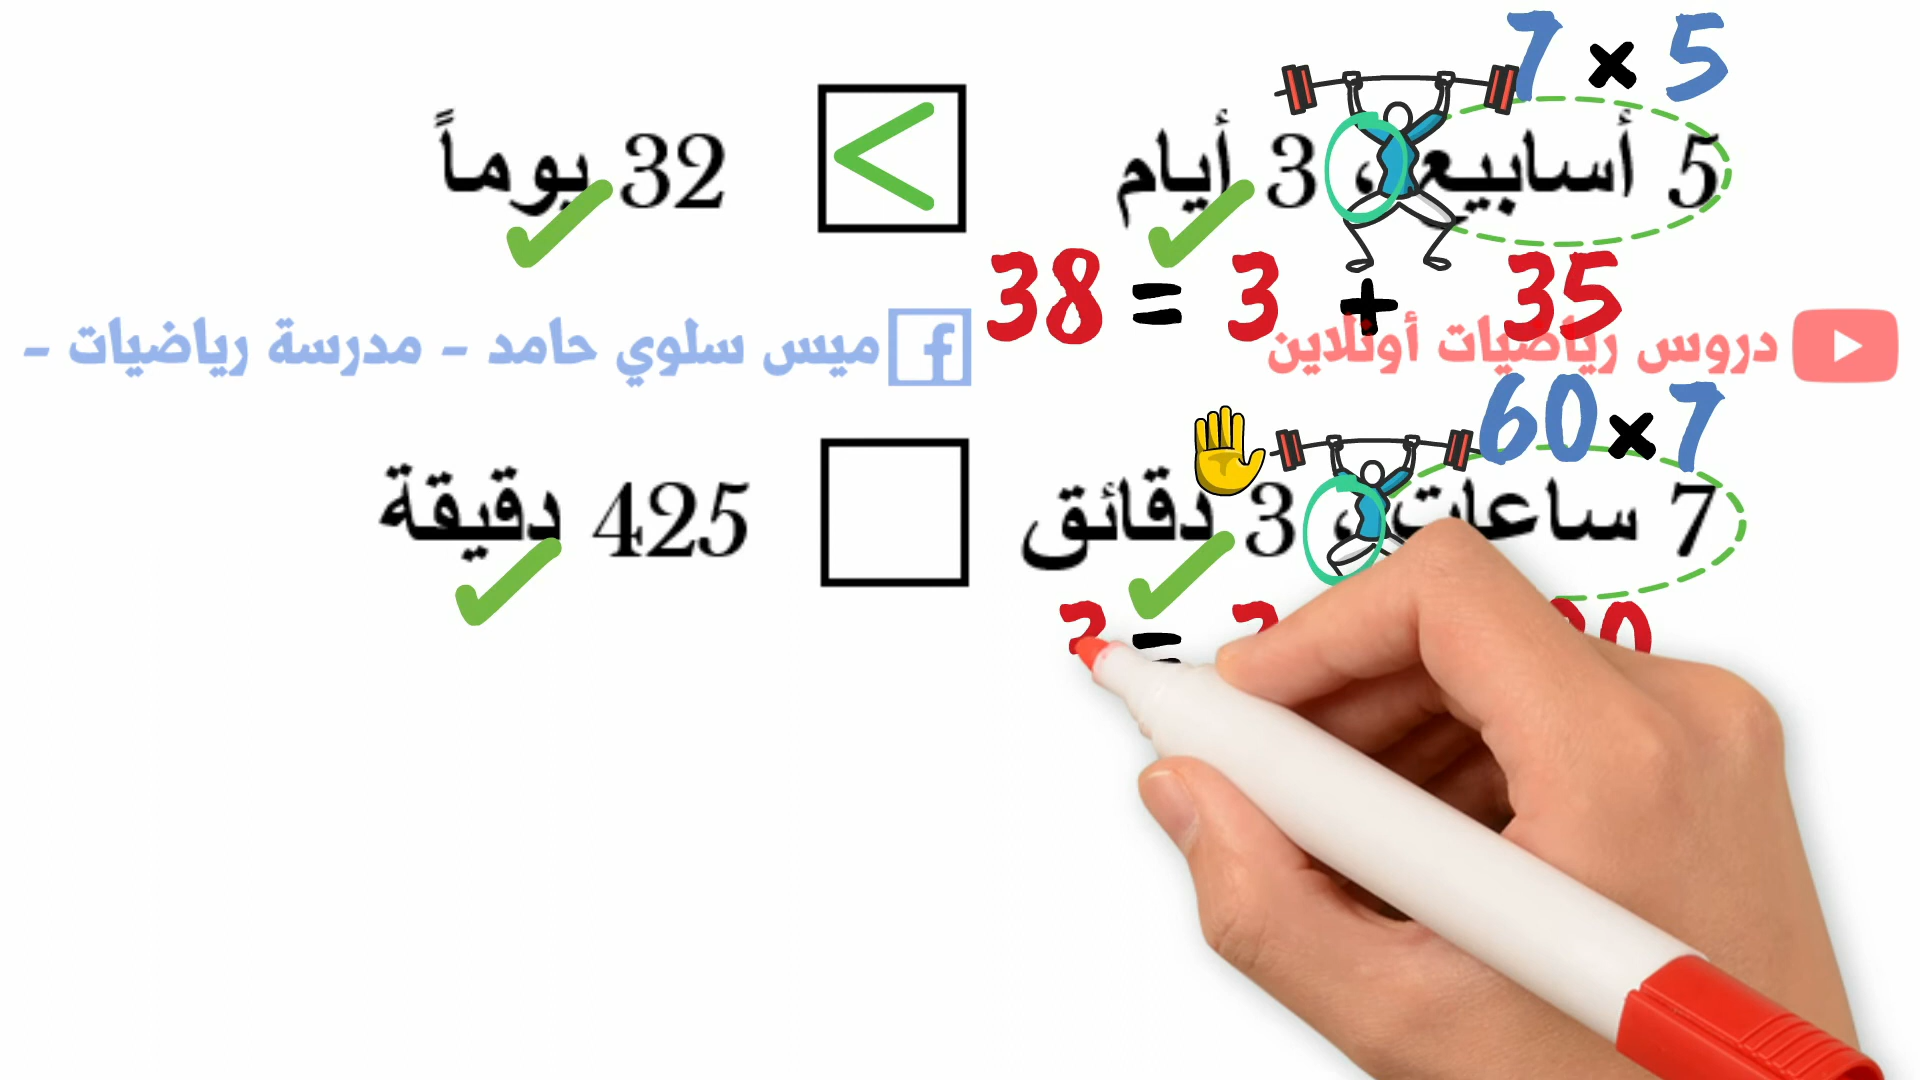 7 × 5
5 أسابيع ، 3 أيام < 32 يوماً
35 + 3 = 38
دروس رياضيات أونلاين
ميس سلوي حامد - مدرسة رياضيات -
60 × 7
7 ساعات ، 3 دقائق 425 دقيقة
3 =